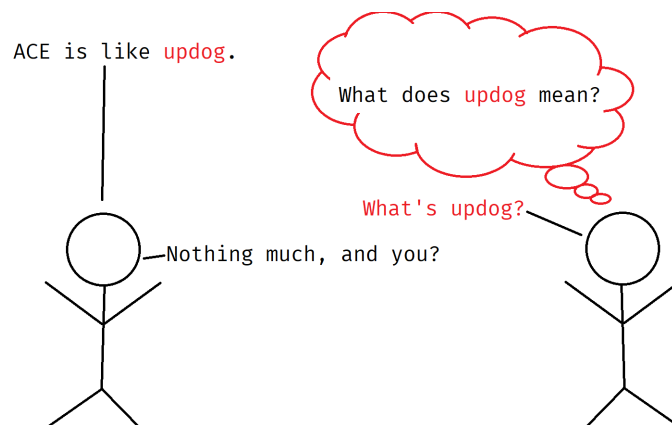 ACE is like updog.
What does updog mean?
What's updog?
Nothing much, and you?